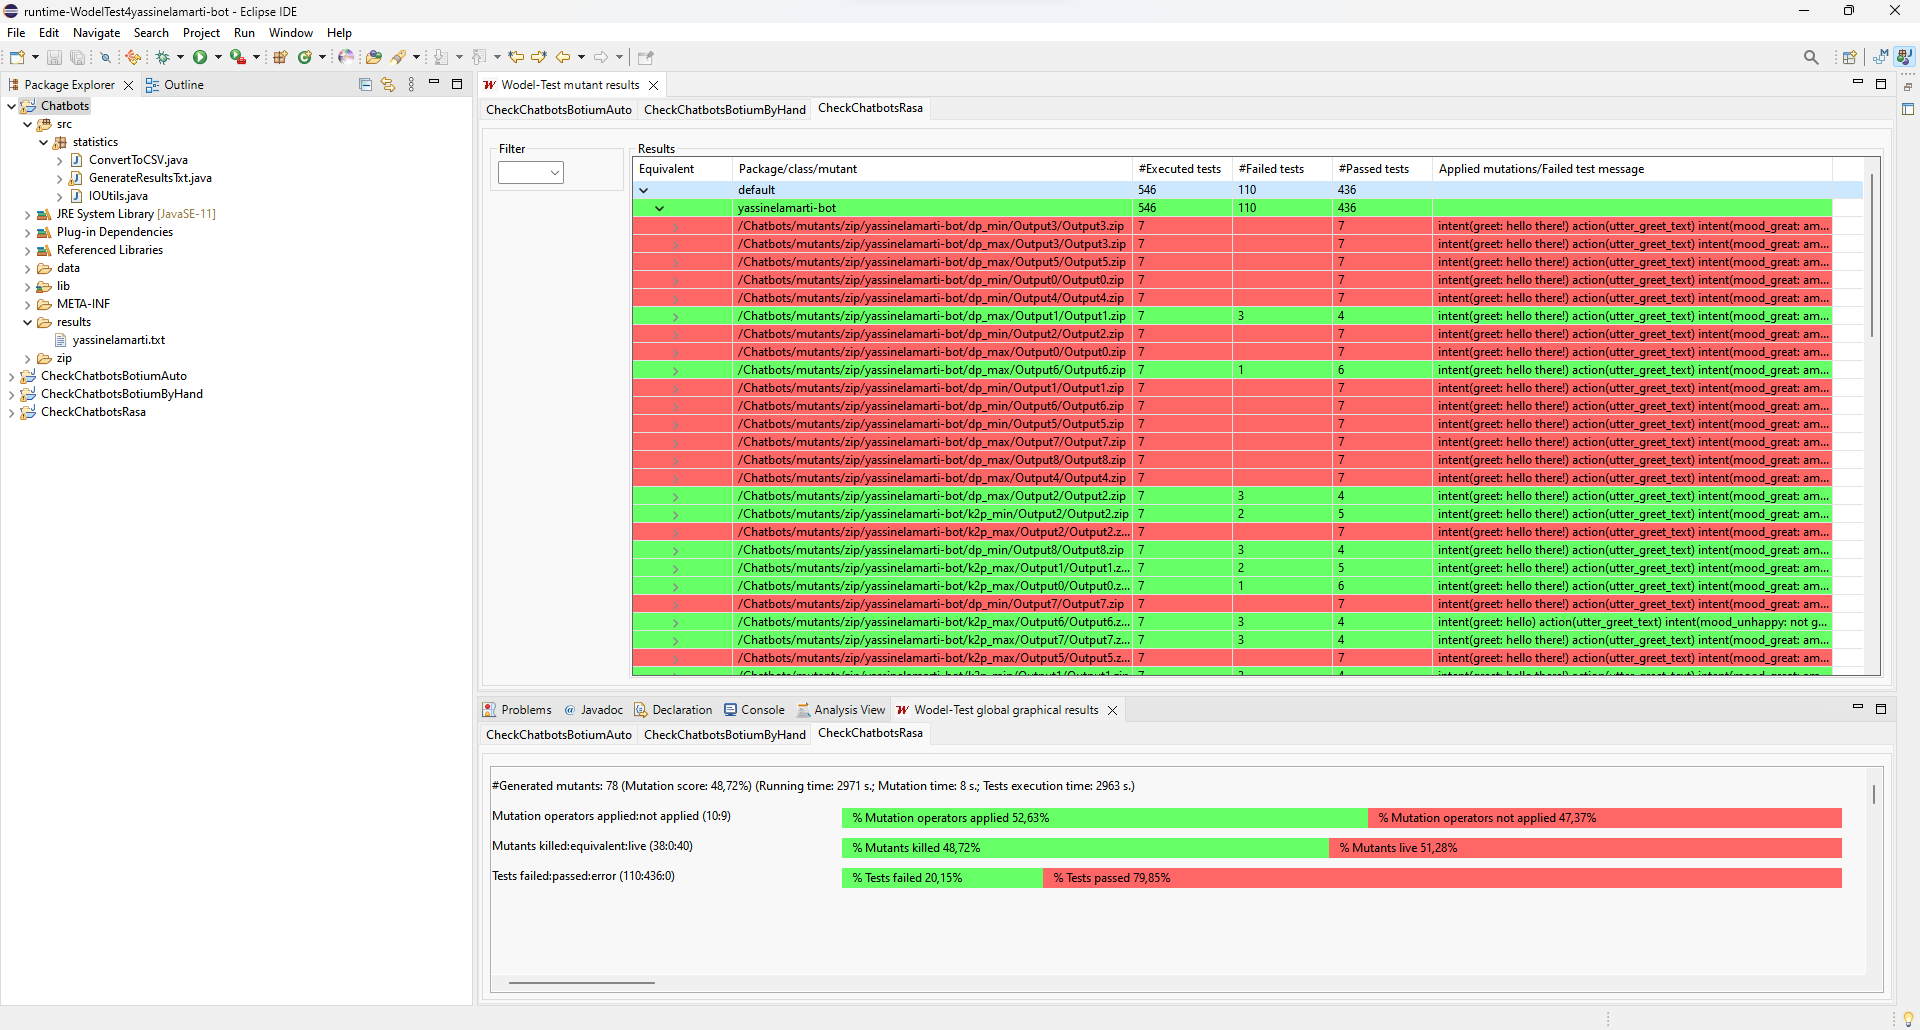 runtime-WodelTest4yassinelamarti-bot - Eclipse IDE
File Edit Navigate Search Project Run Window Help
Package Explorer
Outline
Chatbots
src
statistics
ConvertToCSV.java
GenerateResultsTxt.java
IOUtils.java
JRE System Library [JavaSE-11]
Plug-in Dependencies
Referenced Libraries
data
lib
META-INF
results
yassinelamarti.txt
zip
CheckChatbotsBotiumAuto
CheckChatbotsBotiumByHand
CheckChatbotsRasa
Wodel-Test mutant results
CheckChatbotsBotiumAuto CheckChatbotsBotiumByHand CheckChatbotsRasa
Filter
Results
Equivalent Package/class/mutant #Executed tests #Failed tests #Passed tests Applied mutations/Failed test message
default 546 110 436
yassinelamarti-bot 546 110 436
/Chatbots/mutants/zip/yassinelamarti-bot/dp_min/Output3/Output3.zip 7 7 intent(greet: hello there!) action(utter_greet_text) intent(mood_great: am...
/Chatbots/mutants/zip/yassinelamarti-bot/dp_max/Output3/Output3.zip 7 7 intent(greet: hello there!) action(utter_greet_text) intent(mood_great: am...
/Chatbots/mutants/zip/yassinelamarti-bot/dp_max/Output5/Output5.zip 7 7 intent(greet: hello there!) action(utter_greet_text) intent(mood_great: am...
/Chatbots/mutants/zip/yassinelamarti-bot/dp_min/Output0/Output0.zip 7 7 intent(greet: hello there!) action(utter_greet_text) intent(mood_great: am...
/Chatbots/mutants/zip/yassinelamarti-bot/dp_min/Output4/Output4.zip 7 7 intent(greet: hello there!) action(utter_greet_text) intent(mood_great: am...
/Chatbots/mutants/zip/yassinelamarti-bot/dp_max/Output1/Output1.zip 7 3 4 intent(greet: hello there!) action(utter_greet_text) intent(mood_great: am...
/Chatbots/mutants/zip/yassinelamarti-bot/dp_min/Output2/Output2.zip 7 7 intent(greet: hello there!) action(utter_greet_text) intent(mood_great: am...
/Chatbots/mutants/zip/yassinelamarti-bot/dp_max/Output0/Output0.zip 7 7 intent(greet: hello there!) action(utter_greet_text) intent(mood_great: am...
/Chatbots/mutants/zip/yassinelamarti-bot/dp_max/Output6/Output6.zip 7 1 6 intent(greet: hello there!) action(utter_greet_text) intent(mood_great: am...
/Chatbots/mutants/zip/yassinelamarti-bot/dp_min/Output1/Output1.zip 7 7 intent(greet: hello there!) action(utter_greet_text) intent(mood_great: am...
/Chatbots/mutants/zip/yassinelamarti-bot/dp_min/Output6/Output6.zip 7 7 intent(greet: hello there!) action(utter_greet_text) intent(mood_great: am...
/Chatbots/mutants/zip/yassinelamarti-bot/dp_min/Output5/Output5.zip 7 7 intent(greet: hello there!) action(utter_greet_text) intent(mood_great: am...
/Chatbots/mutants/zip/yassinelamarti-bot/dp_max/Output7/Output7.zip 7 7 intent(greet: hello there!) action(utter_greet_text) intent(mood_great: am...
/Chatbots/mutants/zip/yassinelamarti-bot/dp_max/Output8/Output8.zip 7 7 intent(greet: hello there!) action(utter_greet_text) intent(mood_great: am...
/Chatbots/mutants/zip/yassinelamarti-bot/dp_max/Output4/Output4.zip 7 7 intent(greet: hello there!) action(utter_greet_text) intent(mood_great: am...
/Chatbots/mutants/zip/yassinelamarti-bot/dp_max/Output2/Output2.zip 7 3 4 intent(greet: hello there!) action(utter_greet_text) intent(mood_great: am...
/Chatbots/mutants/zip/yassinelamarti-bot/k2p_min/Output2/Output2.zip 7 2 5 intent(greet: hello there!) action(utter_greet_text) intent(mood_great: am...
/Chatbots/mutants/zip/yassinelamarti-bot/k2p_max/Output2/Output2.z... 7 7 intent(greet: hello there!) action(utter_greet_text) intent(mood_great: am...
/Chatbots/mutants/zip/yassinelamarti-bot/dp_min/Output8/Output8.zip 7 3 4 intent(greet: hello there!) action(utter_greet_text) intent(mood_great: am...
/Chatbots/mutants/zip/yassinelamarti-bot/k2p_max/Output1/Output1.z... 7 2 5 intent(greet: hello there!) action(utter_greet_text) intent(mood_great: am...
/Chatbots/mutants/zip/yassinelamarti-bot/k2p_max/Output0/Output0.z... 7 1 6 intent(greet: hello there!) action(utter_greet_text) intent(mood_great: am...
/Chatbots/mutants/zip/yassinelamarti-bot/dp_min/Output7/Output7.zip 7 7 intent(greet: hello there!) action(utter_greet_text) intent(mood_great: am...
/Chatbots/mutants/zip/yassinelamarti-bot/k2p_max/Output6/Output6.z... 7 3 4 intent(greet: hello) action(utter_greet_text) intent(mood_unhappy: not g...
/Chatbots/mutants/zip/yassinelamarti-bot/k2p_max/Output7/Output7.z... 7 3 4 intent(greet: hello there!) action(utter_greet_text) intent(mood_great: am...
/Chatbots/mutants/zip/yassinelamarti-bot/k2p_max/Output5/Output5.z... 7 7 intent(greet: hello there!) action(utter_greet_text) intent(mood_great: am...
Problems Javadoc Declaration Console Analysis View Wodel-Test global graphical results
CheckChatbotsBotiumAuto CheckChatbotsBotiumByHand CheckChatbotsRasa
#Generated mutants: 78 (Mutation score: 48,72%) (Running time: 2971 s.; Mutation time: 8 s.; Tests execution time: 2963 s.)
Mutation operators applied:not applied (10:9) % Mutation operators applied 52,63% % Mutation operators not applied 47,37%
Mutants killed:equivalent:live (38:0:40) % Mutants killed 48,72% % Mutants live 51,28%
Tests failed:passed:error (110:436:0) % Tests failed 20,15% % Tests passed 79,85%